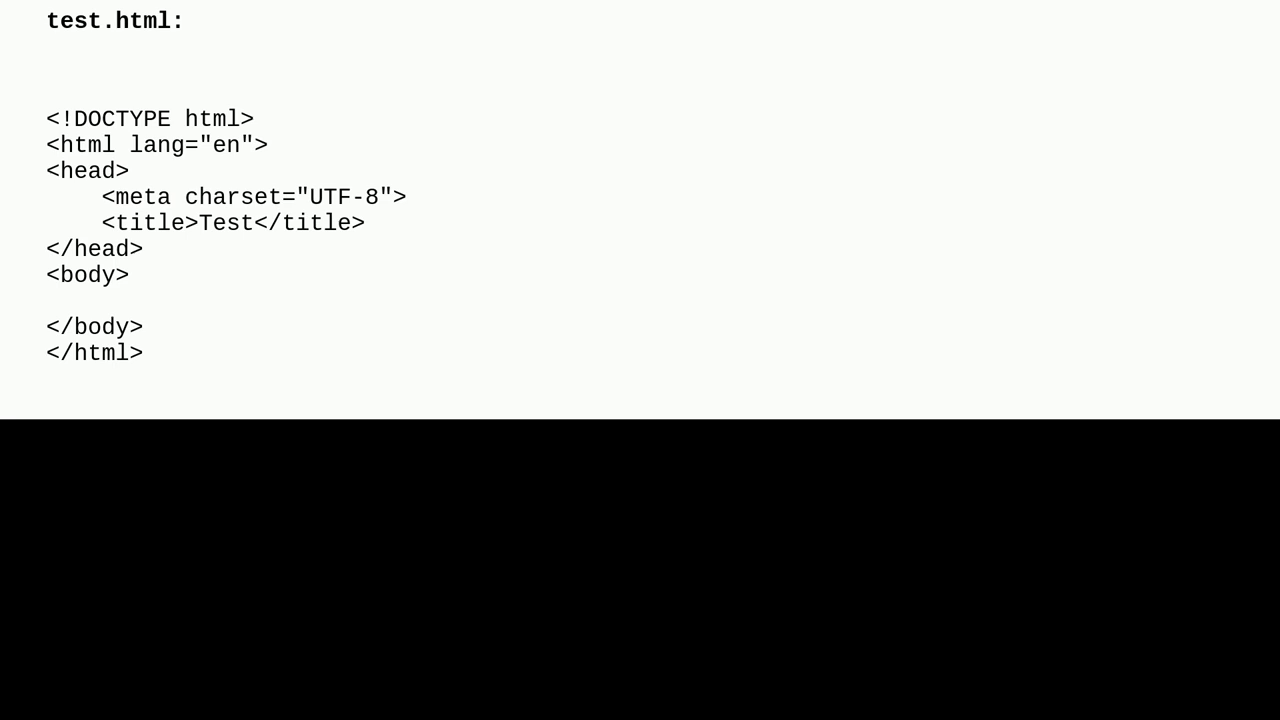 test.html:
<!DOCTYPE html>
<html lang="en">
<head>
    <meta charset="UTF-8">
    <title>Test</title>
</head>
<body>
</body>
</html>